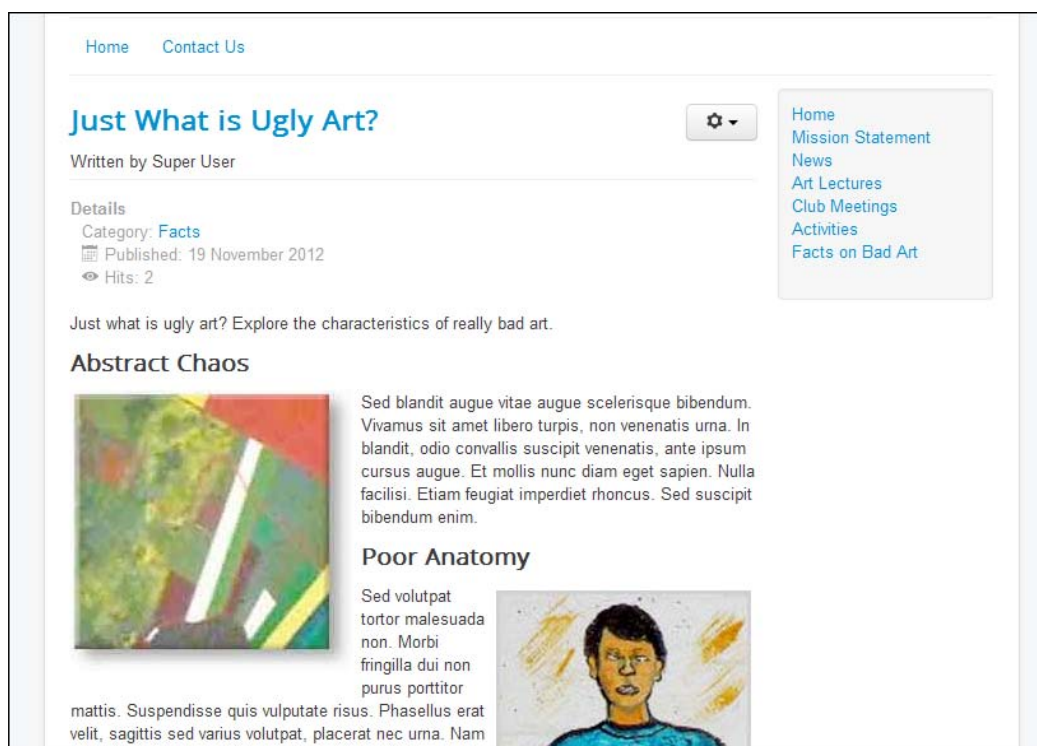 Home Contact Us
Just What is Ugly Art?
Written by Super User
Details
Category: Facts
Published: 19 November 2012
Hits: 2
Just what is ugly art? Explore the characteristics of really bad art.
Abstract Chaos
Sed blandit augue vitae augue scelerisque bibendum.
Vivamus sit amet libero turpis, non venenatis urna. In
blandit, odio convallis suscipit venenatis, ante ipsum
cursus augue. Et mollis nunc diam eget sapien. Nulla
facilisi. Etiam feugiat imperdiet rhoncus. Sed suscipit
bibendum enim.
Poor Anatomy
Sed volutpat
tortor malesuada
non. Morbi
fringilla dui non
purus porttitor
mattis. Suspendisse quis vulputate risus. Phasellus erat
velit, sagittis sed varius volutpat, placerat nec urna. Nam
Home
Mission Statement
News
Art Lectures
Club Meetings
Activities
Facts on Bad Art